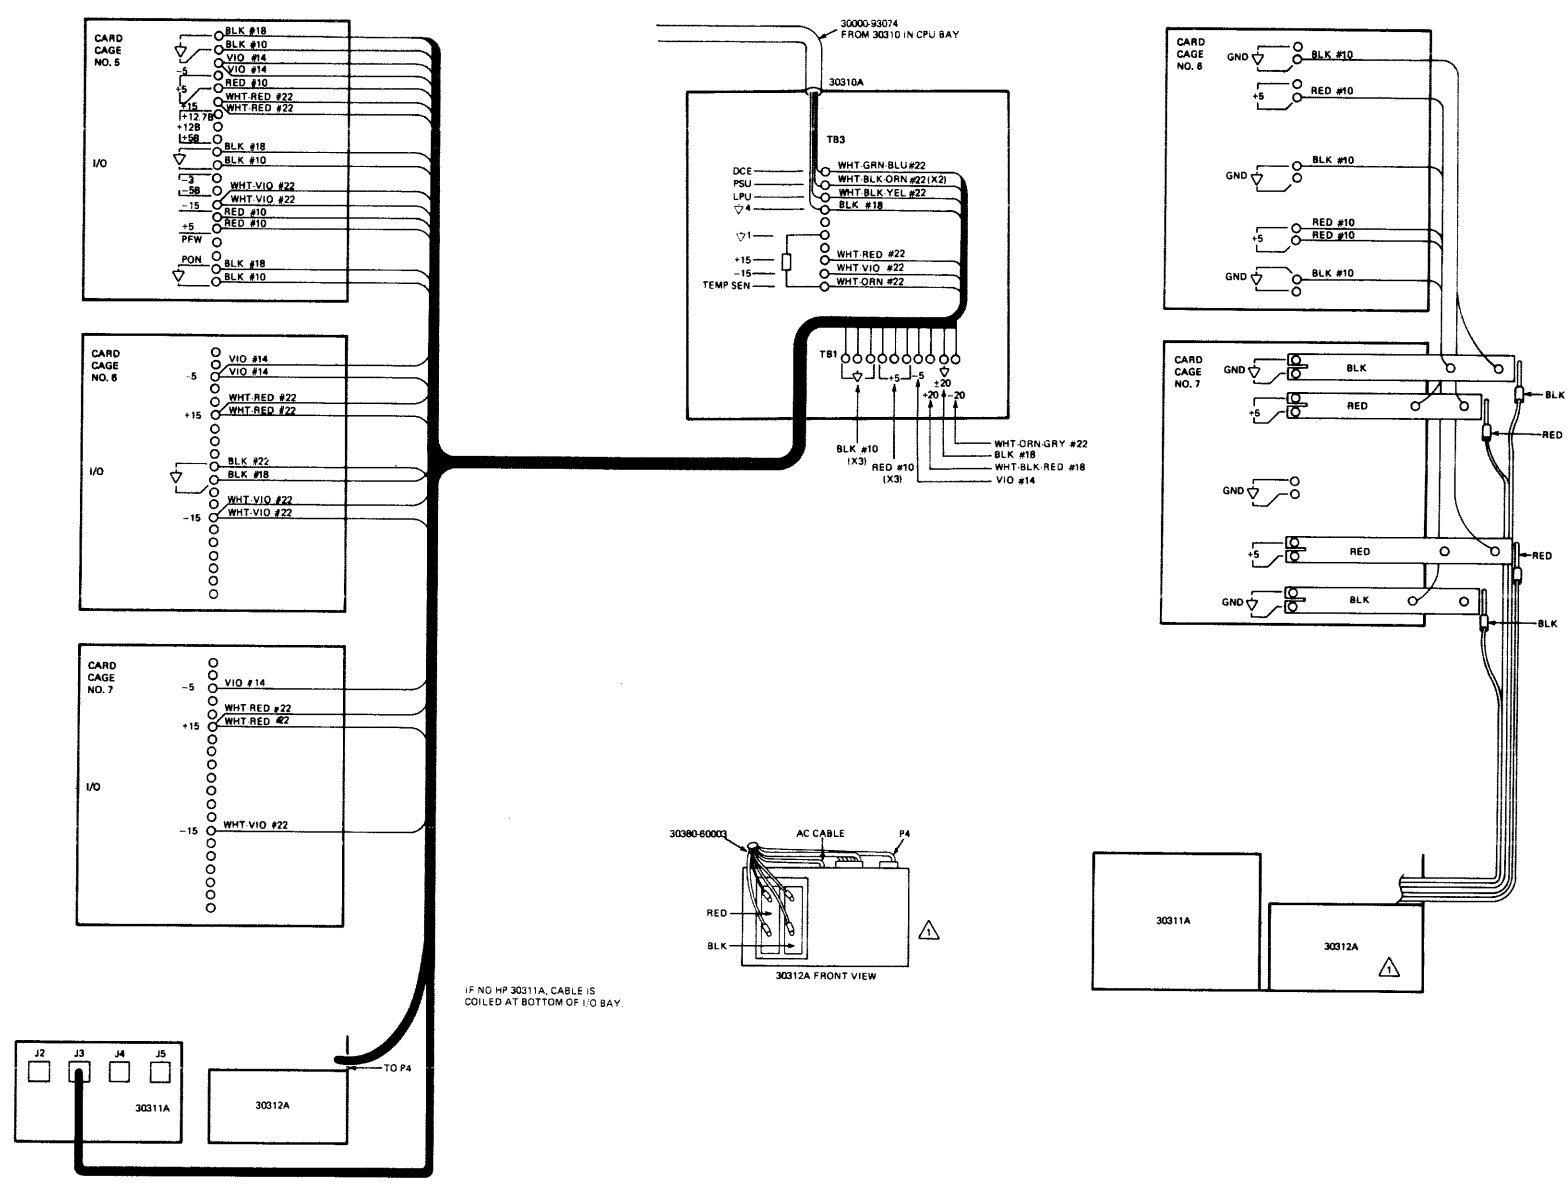 CARD
CAGE
NO. 5
I/O
BLK #18
BLK #10
VIO #14
-5
VIO #14
RED #10
+5
WHT-RED #22
+15
WHT-RED #22
+12.7B
+12B
+5B
BLK #18
BLK #10
-3
-5B
WHT-VIO #22
WHT-VIO #22
-15
RED #10
+5
RED #10
PFW
PON
BLK #18
BLK #10
CARD
CAGE
NO. 6
I/O
VIO #14
-5
VIO #14
WHT-RED #22
+15
WHT-RED #22
BLK #22
BLK #18
WHT-VIO #22
-15
WHT-VIO #22
CARD
CAGE
NO. 7
I/O
-5
VIO #14
WHT-RED #22
+15
WHT-RED #22
-15
WHT-VIO #22
J2 J3 J4 J5
30311A
30312A
TO P4
IF NO HP 30311A, CABLE IS
COILED AT BOTTOM OF I/O BAY.
30000-93074
FROM 30310 IN CPU BAY
30310A
TB3
DCE
WHT-GRN-BLU #22
PSU
WHT-BLK-ORN #22 (X2)
LPU
WHT-BLK-YEL #22
4
BLK #18
1
+15
WHT-RED #22
-15
WHT-VIO #22
TEMP SEN
WHT-ORN #22
TB1
+5
-5
±20
+20
-20
BLK #10
(X3)
RED #10
(X3)
WHT-ORN-GRY #22
BLK #18
WHT-BLK-RED #18
VIO #14
30380-60003
AC CABLE
P4
RED
BLK
1
30312A FRONT VIEW
CARD
CAGE
NO. 6
GND
BLK #10
+5
RED #10
GND
BLK #10
RED #10
+5
RED #10
GND
BLK #10
CARD
CAGE
NO. 7
GND
BLK
BLK
+5
RED
RED
GND
+5
RED
RED
GND
BLK
BLK
30311A
30312A
1